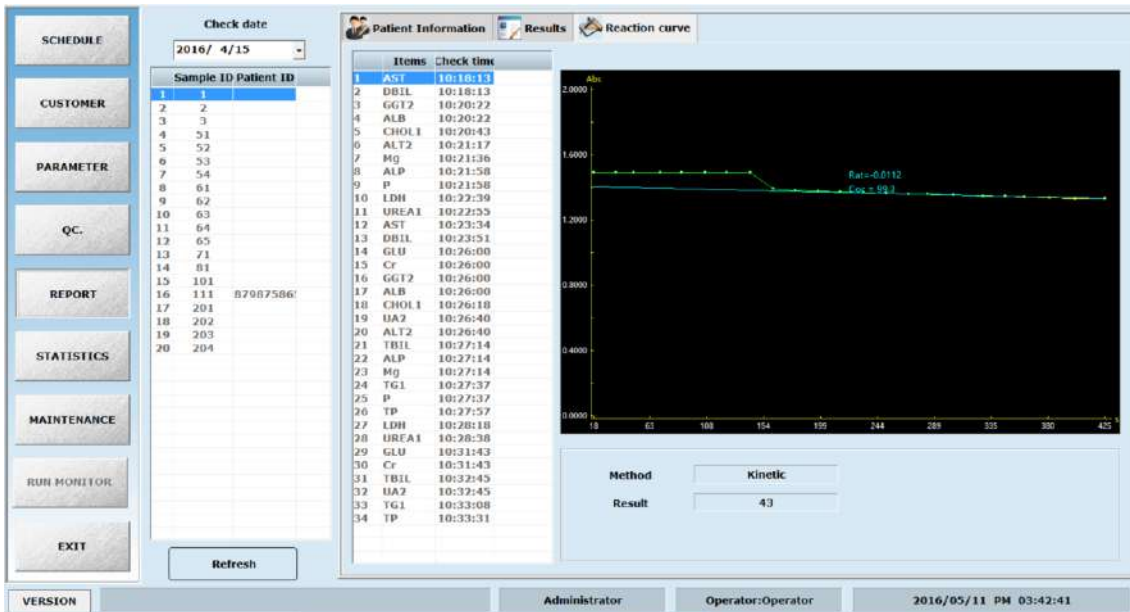 SCHEDULE
CUSTOMER
PARAMETER
QC.
REPORT
STATISTICS
MAINTENANCE
RUN MONITOR
EXIT
Check date
2016/ 4/15
Sample ID Patient ID
1 1
2 2
3 3
4 51
5 52
6 53
7 54
8 61
9 62
10 63
11 64
12 65
13 71
14 81
15 101
16 111 87987586
17 201
18 202
19 203
20 204
Refresh
Patient Information Results Reaction curve
Items Check time
1 AST 10:18:13
2 DBIL 10:18:13
3 GGT2 10:20:22
4 ALB 10:20:22
5 CHOL1 10:20:43
6 ALT2 10:21:17
7 Mg 10:21:36
8 ALP 10:21:58
9 P 10:21:58
10 LDH 10:22:39
11 UREA1 10:22:55
12 AST 10:23:34
13 DBIL 10:23:51
14 GLU 10:26:00
15 Cr 10:26:00
16 GGT2 10:26:00
17 ALB 10:26:00
18 CHOL1 10:26:18
19 UA2 10:26:40
20 ALT2 10:26:40
21 TBIL 10:27:14
22 ALP 10:27:14
23 Mg 10:27:14
24 TG1 10:27:37
25 P 10:27:37
26 TP 10:27:57
27 LDH 10:28:18
28 UREA1 10:28:38
29 GLU 10:31:43
30 Cr 10:31:43
31 TBIL 10:32:45
32 UA2 10:32:45
33 TG1 10:33:08
34 TP 10:33:31
Abs
2.0000
1.6000
1.2000
0.8000
0.4000
0.0000
Rat=-0.0112
Cor = 99.3
18 63 108 154 199 244 289 335 380 425 s
Method Kinetic
Result 43
VERSION Administrator Operator:Operator 2016/05/11 PM 03:42:41